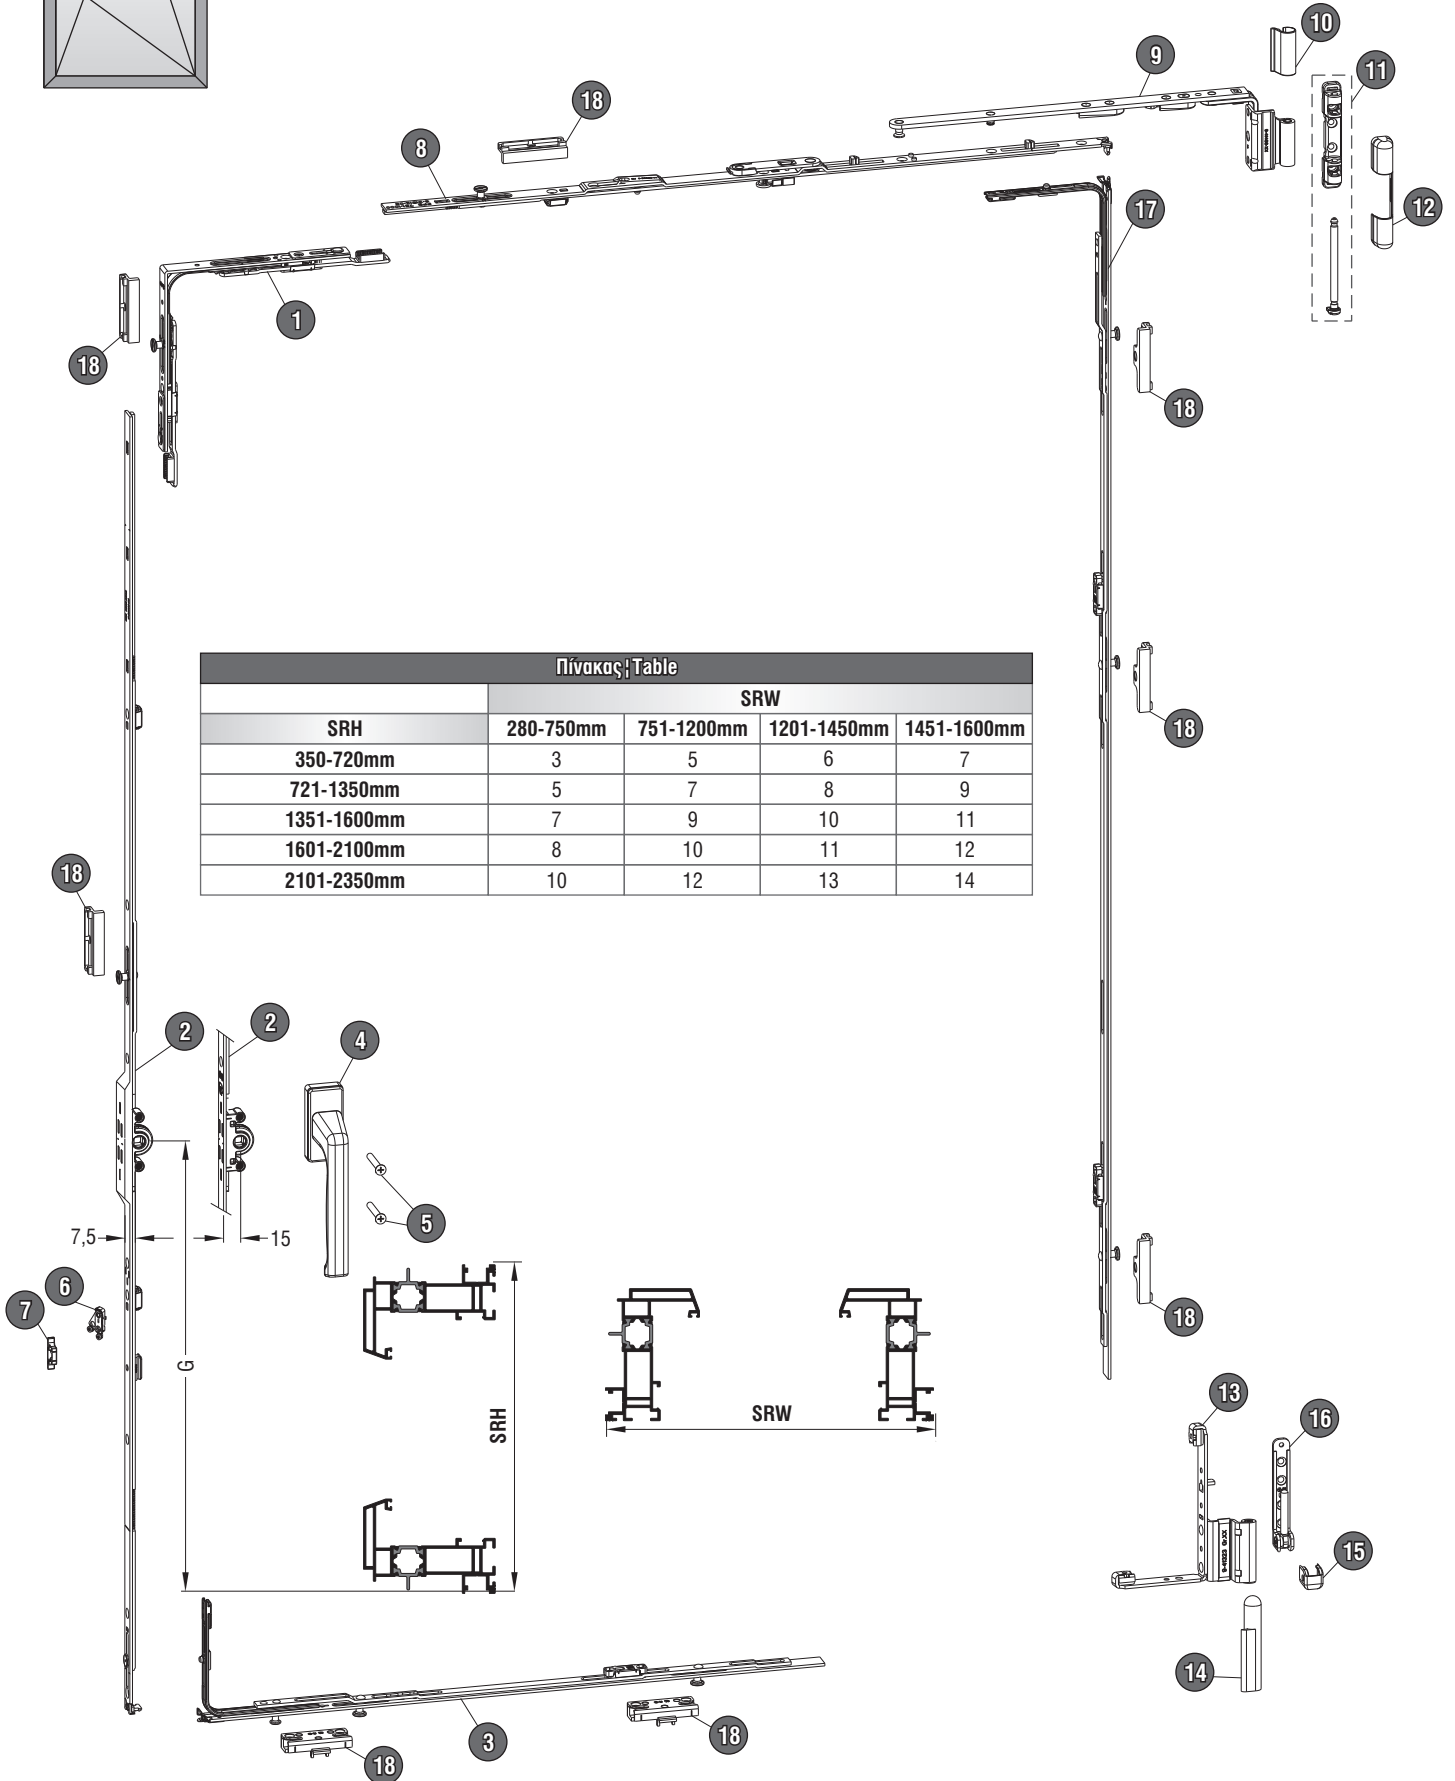 10
9
11
18
8
12
17
1
18
18
18
Πίνακας¦Table
SRW
SRH 280-750mm 751-1200mm 1201-1450mm 1451-1600mm
350-720mm 3 5 6 7
721-1350mm 5 7 8 9
1351-1600mm 7 9 10 11
1601-2100mm 8 10 11 12
2101-2350mm 10 12 13 14
18
2
2
4
5
7,5
15
6
7
G
18
SRH
SRW
13
16
15
14
3
18
18